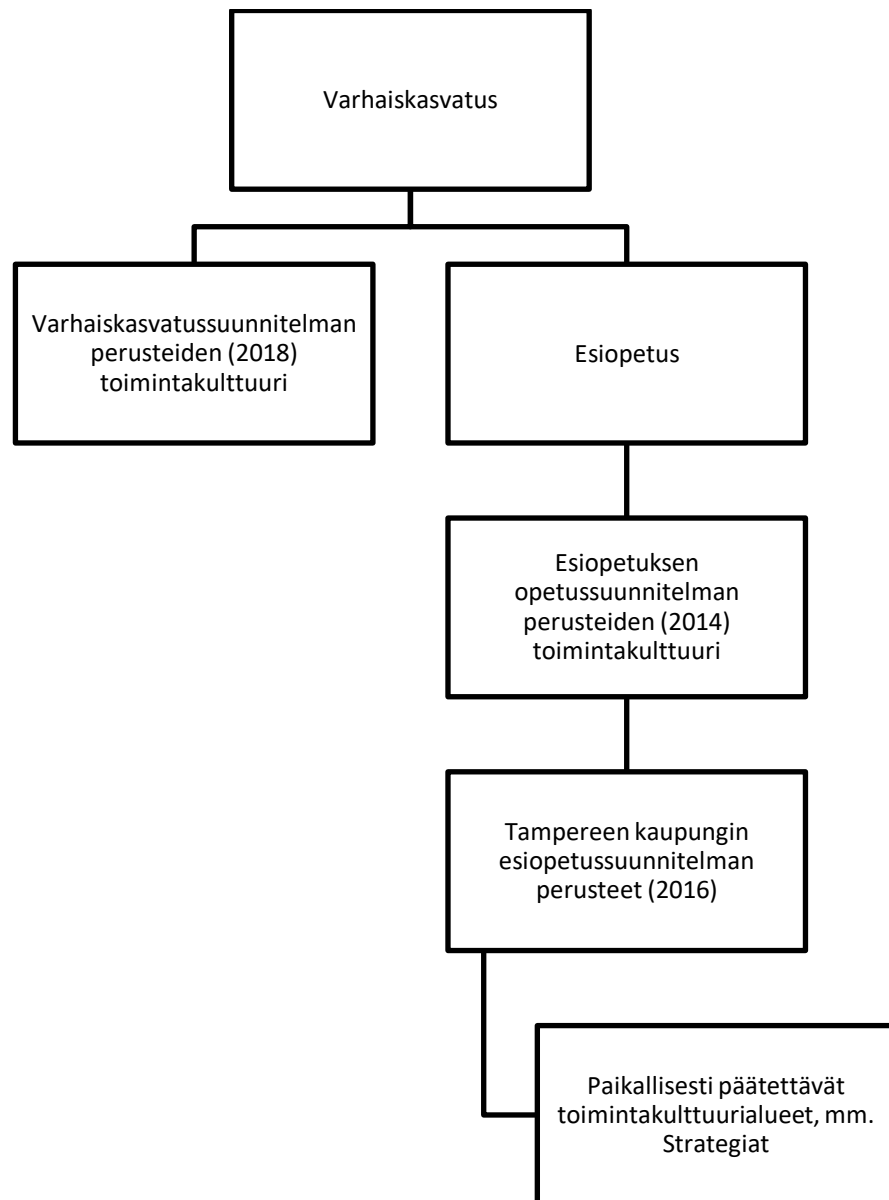 Varhaiskasvatus
Varhaiskasvatussuunnitelman
perusteiden (2018)
toimintakulttuuri
Esiopetus
Esiopetuksen
opetussuunnitelman
perusteiden (2014)
toimintakulttuuri
Tampereen kaupungin
esiopetussuunnitelman
perusteet (2016)
Paikallisesti päätettävät
toimintakulttuurialueet, mm.
Strategiat